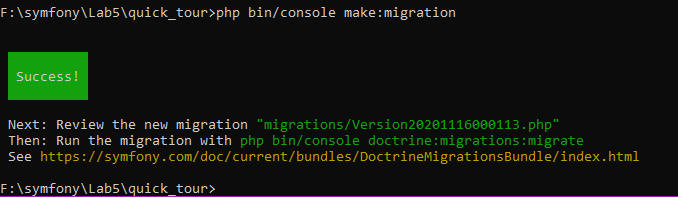 F:\symfony\Lab5\quick_tour>php bin/console make:migration
Success!
Next: Review the new migration "migrations/Version20201116000113.php"
Then: Run the migration with php bin/console doctrine:migrations:migrate
See https://symfony.com/doc/current/bundles/DoctrineMigrationsBundle/index.html
F:\symfony\Lab5\quick_tour>